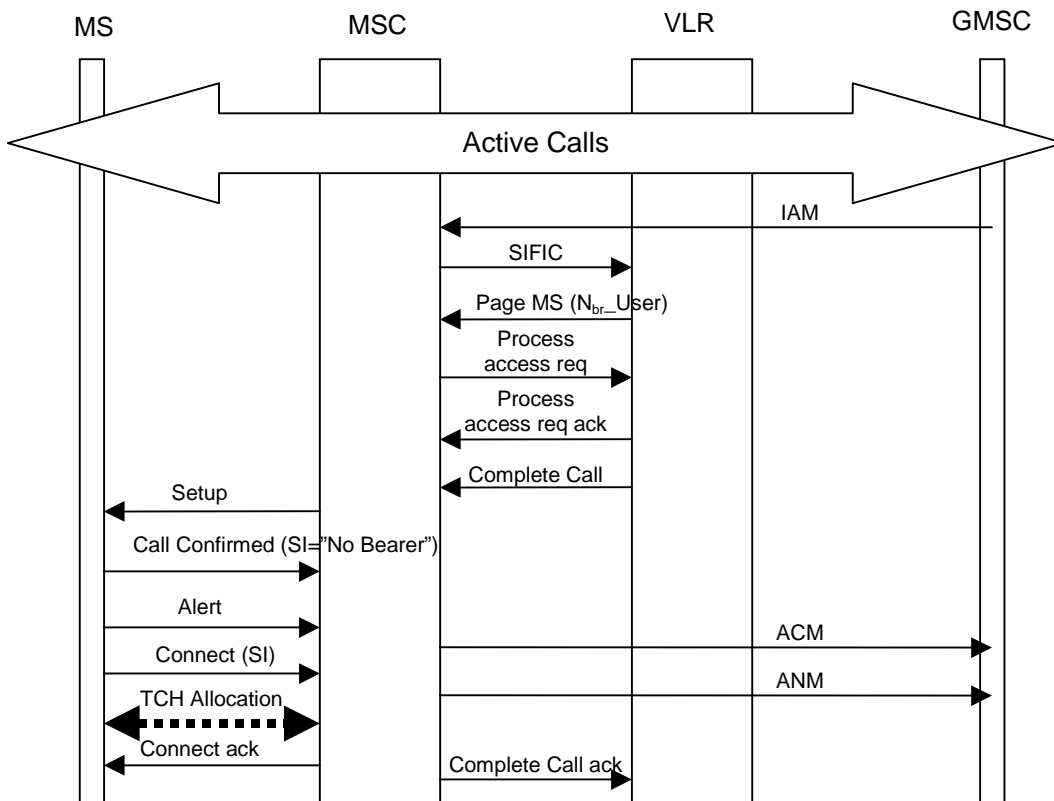 MS
MSC
VLR
GMSC
Active Calls
IAM
SIFIC
Page MS (Nbr_User)
Process
access req
Process
access req ack
Complete Call
Setup
Call Confirmed (SI=”No Bearer”)
Alert
ACM
Connect (SI)
ANM
TCH Allocation
Connect ack
Complete Call ack